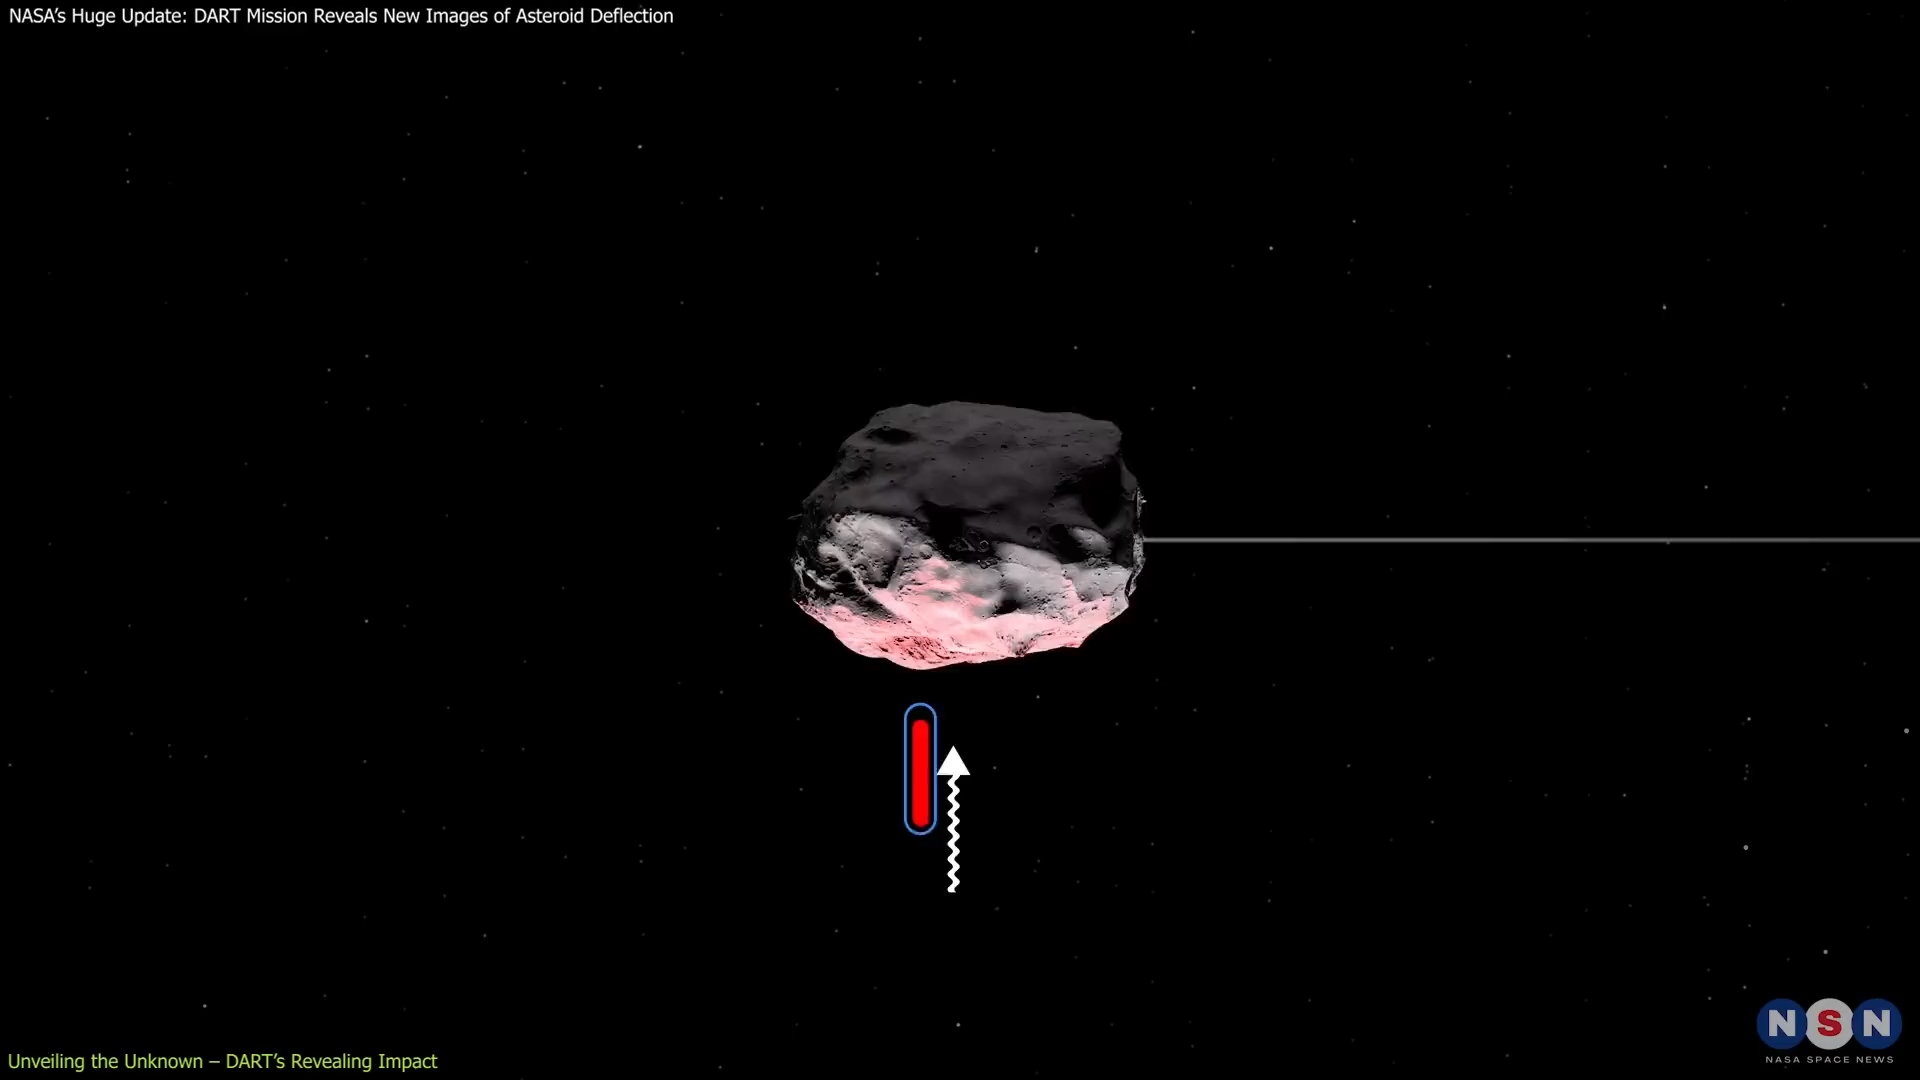 NASA’s Huge Update: DART Mission Reveals New Images of Asteroid Deflection
Unveiling the Unknown – DART’s Revealing Impact
NSN
NASA SPACE NEWS